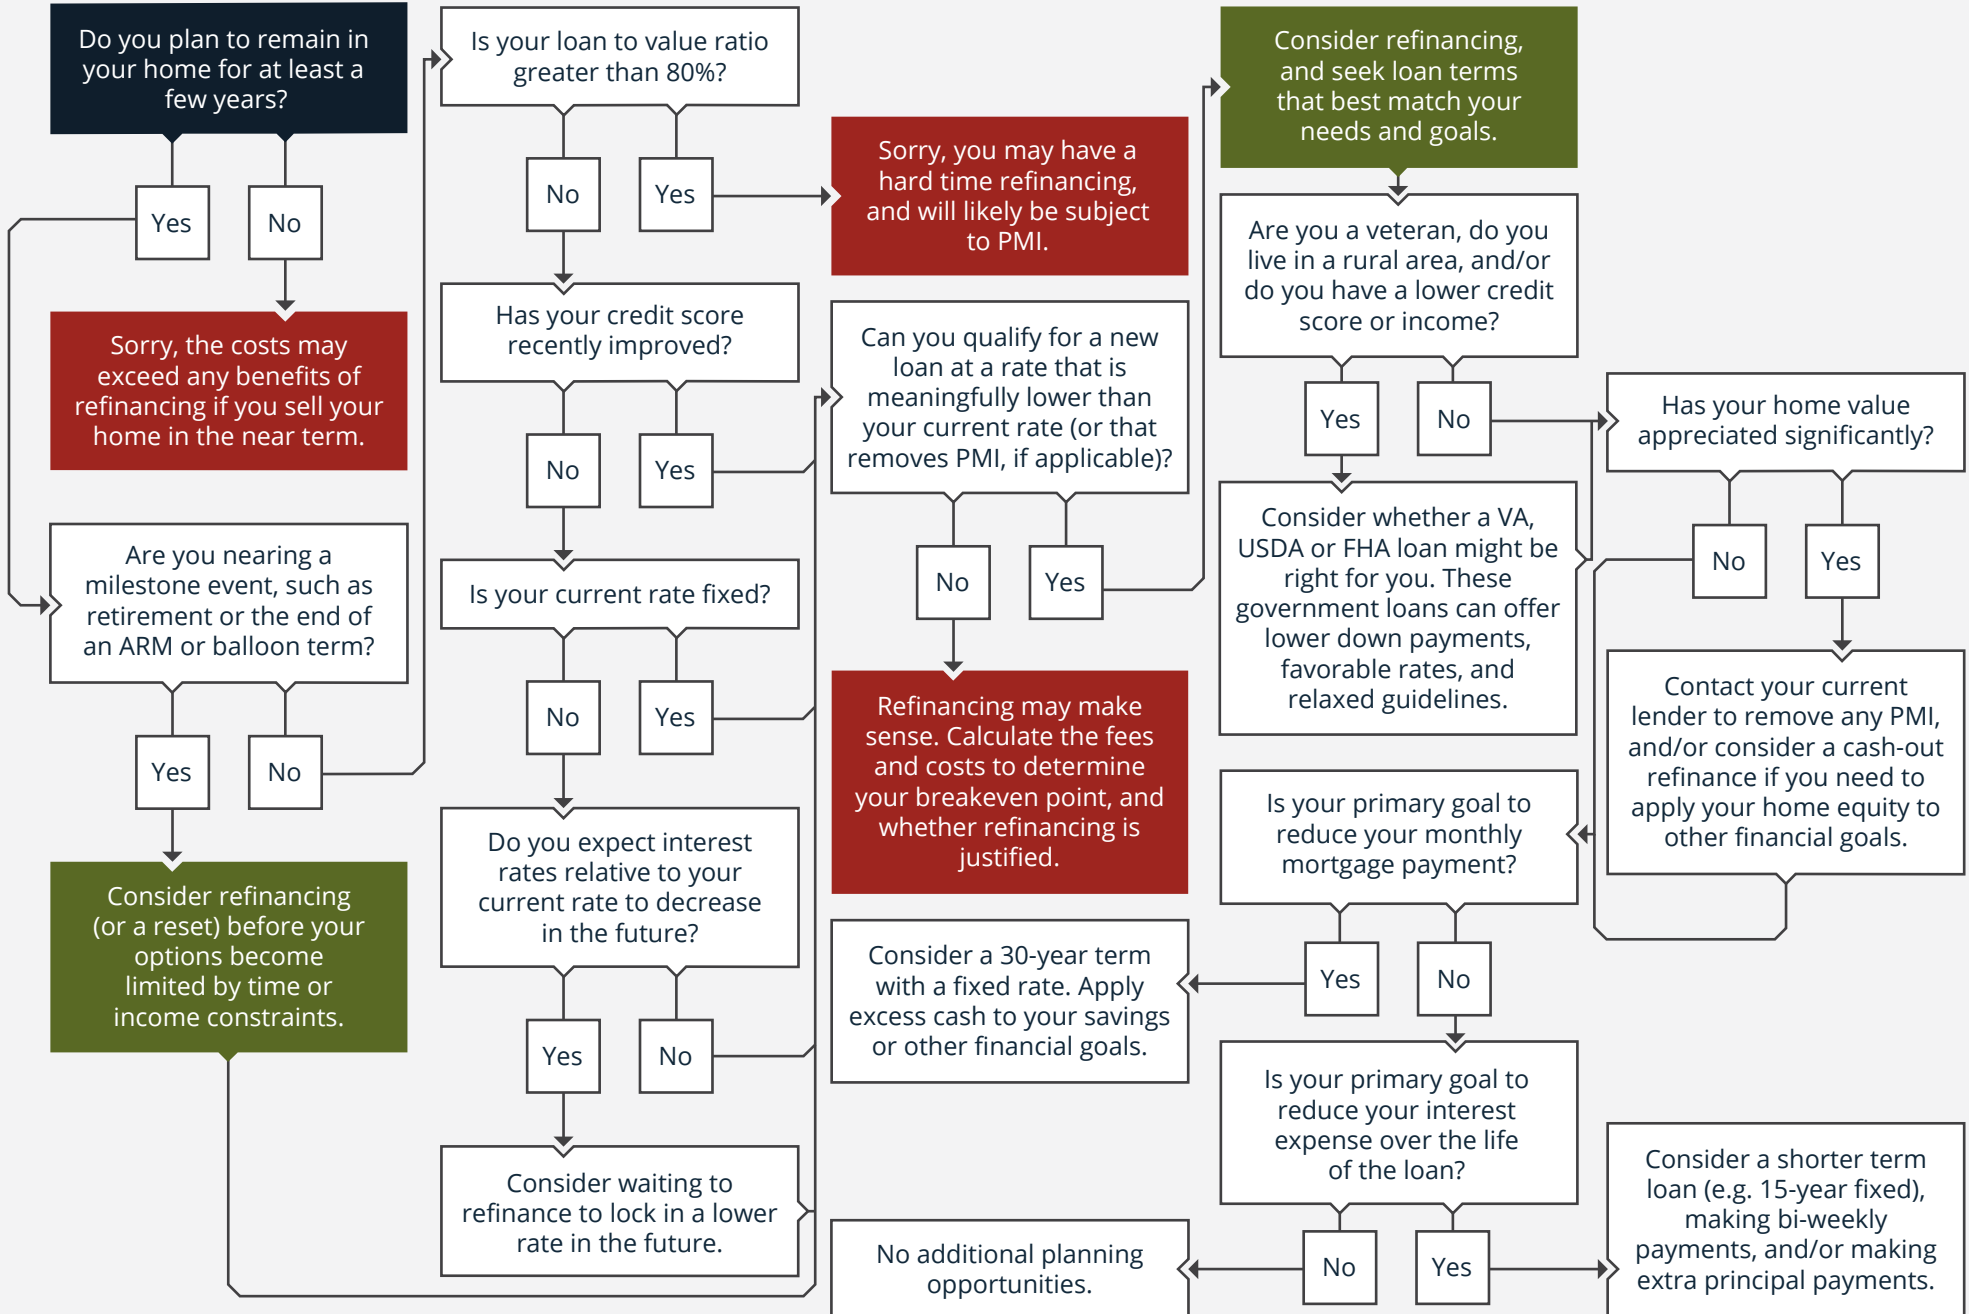 Do you plan to remain in
your home for at least a
few years?
Yes
No
Sorry, the costs may
exceed any benefits of
refinancing if you sell your
home in the near term.
Are you nearing a
milestone event, such as
retirement or the end of
an ARM or balloon term?
Yes
No
Consider refinancing
(or a reset) before your
options become
limited by time or
income constraints.
Is your loan to value ratio
greater than 80%?
No
Yes
Sorry, you may have a
hard time refinancing,
and will likely be subject
to PMI.
Has your credit score
recently improved?
No
Yes
Is your current rate fixed?
No
Yes
Do you expect interest
rates relative to your
current rate to decrease
in the future?
Yes
No
Consider waiting to
refinance to lock in a lower
rate in the future.
Can you qualify for a new
loan at a rate that is
meaningfully lower than
your current rate (or that
removes PMI, if applicable)?
No
Yes
Refinancing may make
sense. Calculate the fees
and costs to determine
your breakeven point, and
whether refinancing is
justified.
Consider refinancing,
and seek loan terms
that best match your
needs and goals.
Are you a veteran, do you
live in a rural area, and/or
do you have a lower credit
score or income?
Yes
No
Consider whether a VA,
USDA or FHA loan might be
right for you. These
government loans can offer
lower down payments,
favorable rates, and
relaxed guidelines.
Has your home value
appreciated significantly?
No
Yes
Contact your current
lender to remove any PMI,
and/or consider a cash-out
refinance if you need to
apply your home equity to
other financial goals.
Is your primary goal to
reduce your monthly
mortgage payment?
Yes
No
Consider a 30-year term
with a fixed rate. Apply
excess cash to your savings
or other financial goals.
Is your primary goal to
reduce your interest
expense over the life
of the loan?
No
Yes
No additional planning
opportunities.
Consider a shorter term
loan (e.g. 15-year fixed),
making bi-weekly
payments, and/or making
extra principal payments.